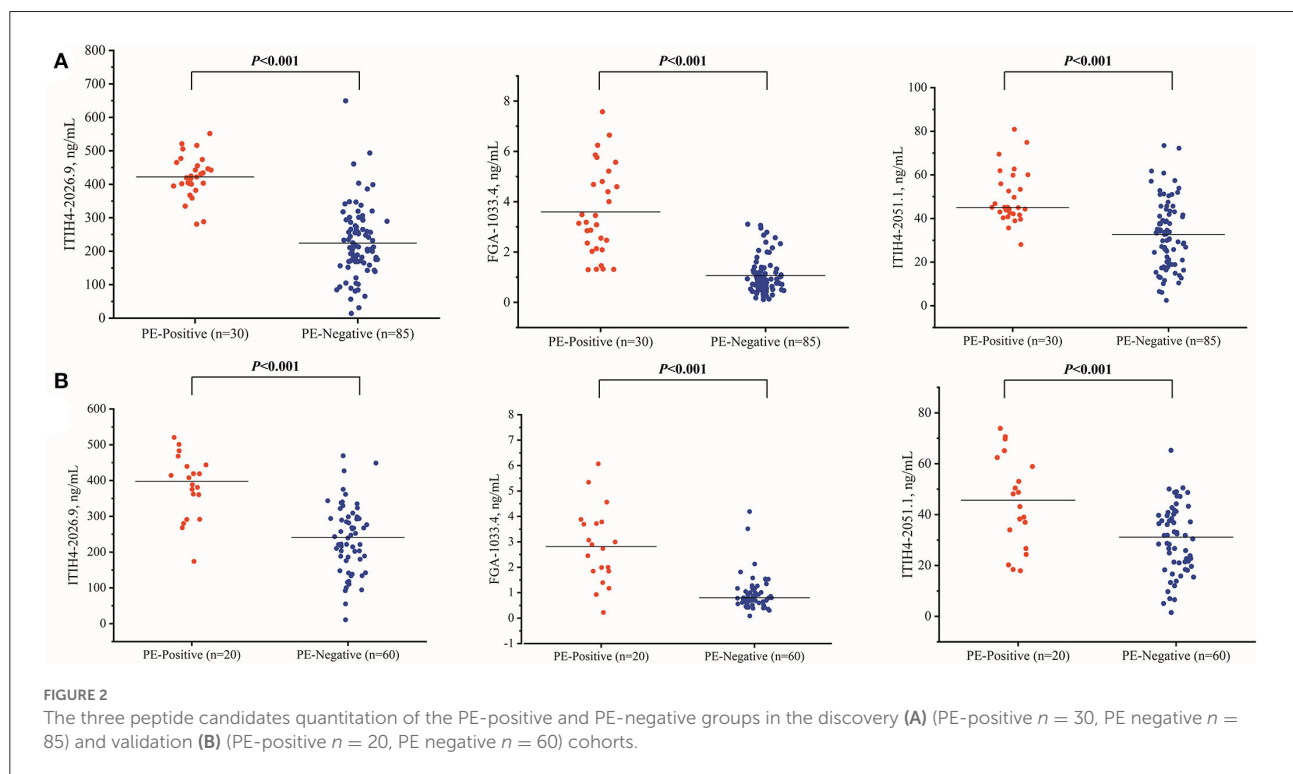 A
P<0.001
800
700
600
500
400
300
200
100
0
ITIH4-2026.9, ng/mL
PE-Positive (n=30)
PE-Negative (n=85)
P<0.001
8
6
4
2
0
FGA-1033.4, ng/mL
PE-Positive (n=30)
PE-Negative (n=85)
P<0.001
100
80
60
40
20
0
ITIH4-2051.1, ng/mL
PE-Positive (n=30)
PE-Negative (n=85)
B
P<0.001
600
500
400
300
200
100
0
ITIH4-2026.9, ng/mL
PE-Positive (n=20)
PE-Negative (n=60)
P<0.001
8
7
6
5
4
3
2
1
0
-1
FGA-1033.4, ng/mL
PE-Positive (n=20)
PE-Negative (n=60)
P<0.001
80
60
40
20
0
ITIH4-2051.1, ng/mL
PE-Positive (n=20)
PE-Negative (n=60)
FIGURE 2
The three peptide candidates quantitation of the PE-positive and PE-negative groups in the discovery (A) (PE-positive n = 30, PE negative n =
85) and validation (B) (PE-positive n = 20, PE negative n = 60) cohorts.